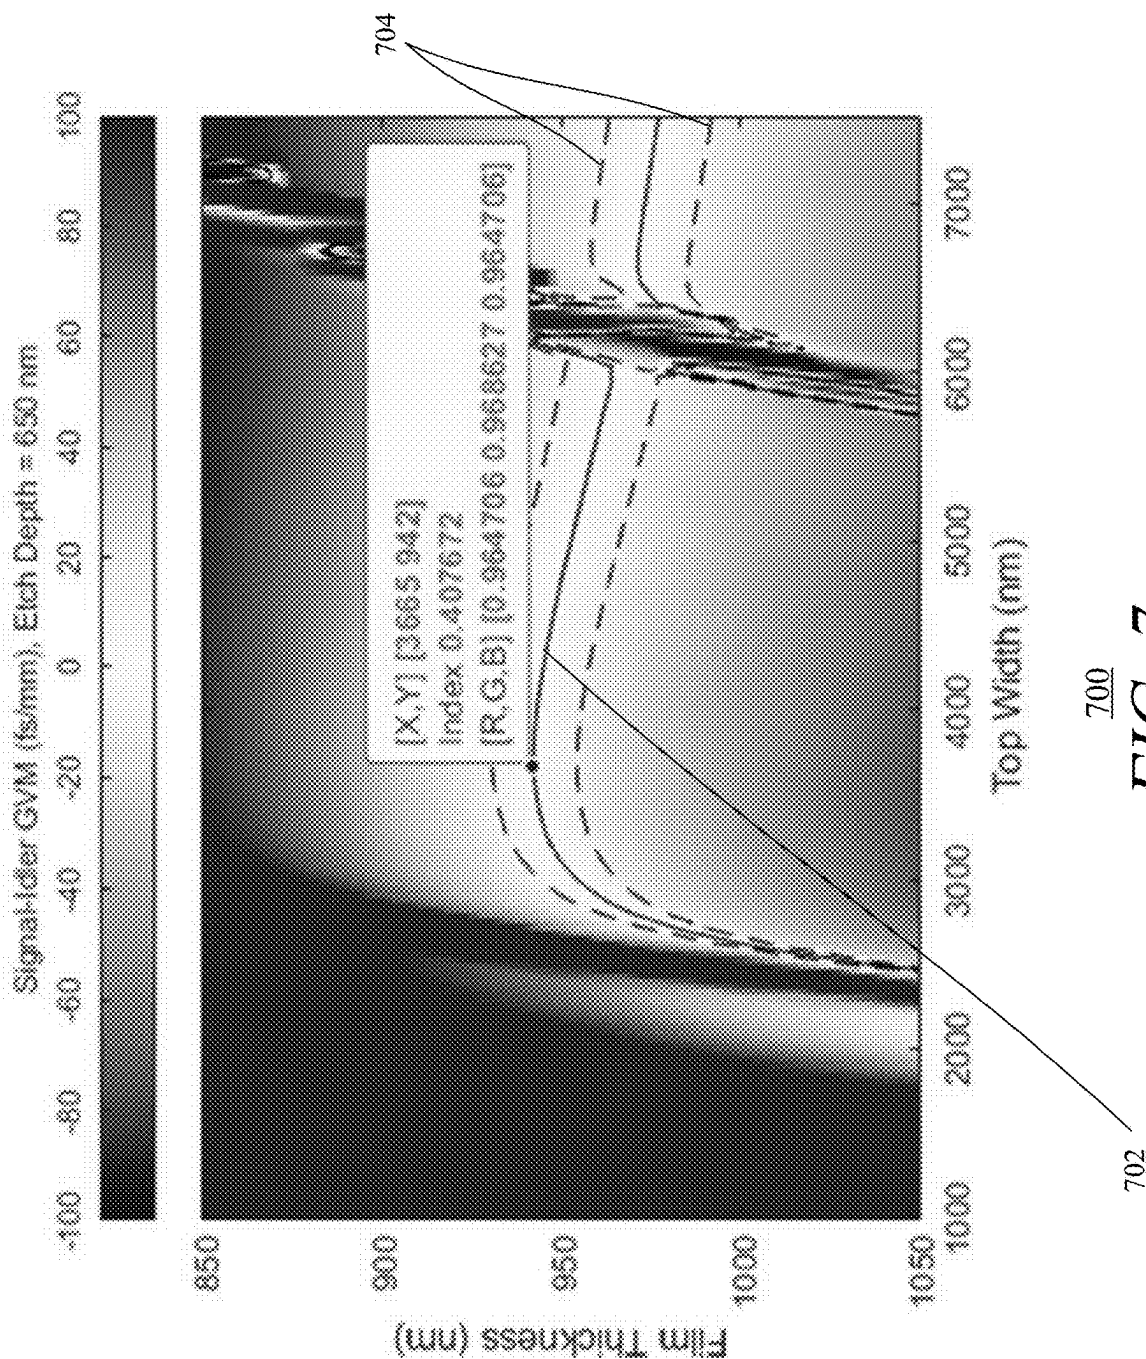 Signal-Idler GVM (fs/mm), Etch Depth = 650 nm
-100 -80 -60 -40 -20 0 20 40 60 80 100
850
900
950
1000
1050
Film Thickness (nm)
[X,Y] [3665 942]
Index 0.407672
[R,G,B] [0.964706 0.968627 0.964706]
1000 2000 3000 4000 5000 6000 7000
Top Width (nm)
702
704
700
FIG. 7